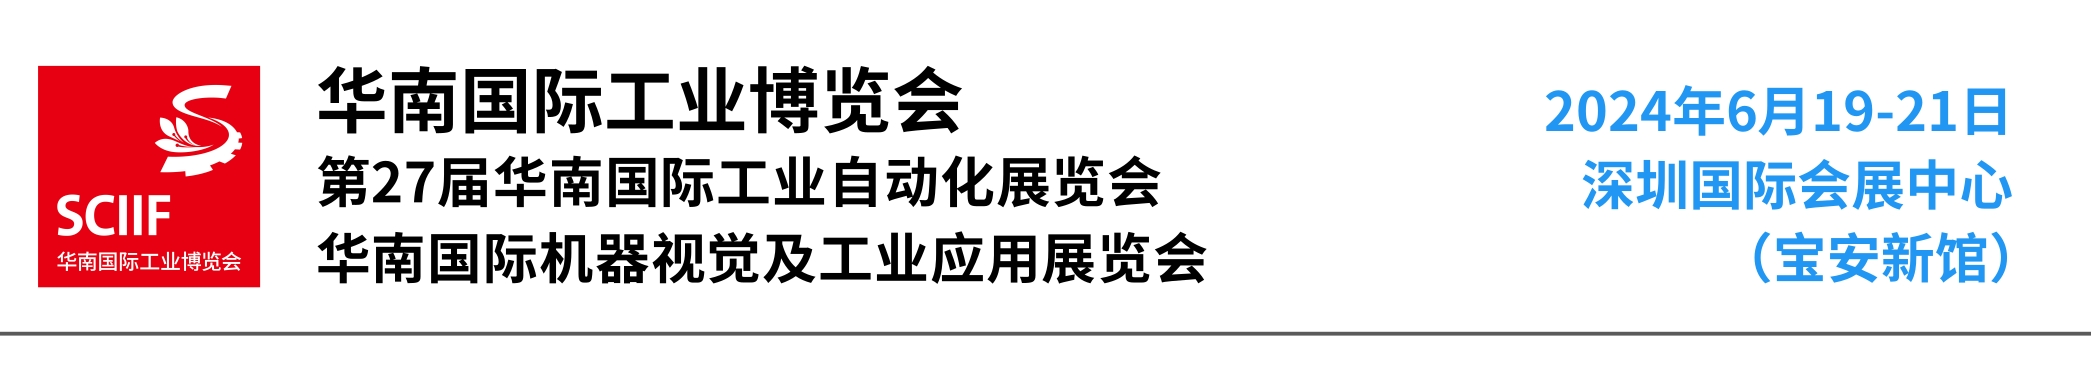 SCIIF
华南国际工业博览会
华南国际工业博览会
第27届华南国际工业自动化展览会
华南国际机器视觉及工业应用展览会
2024年6月19-21日
深圳国际会展中心
（宝安新馆）